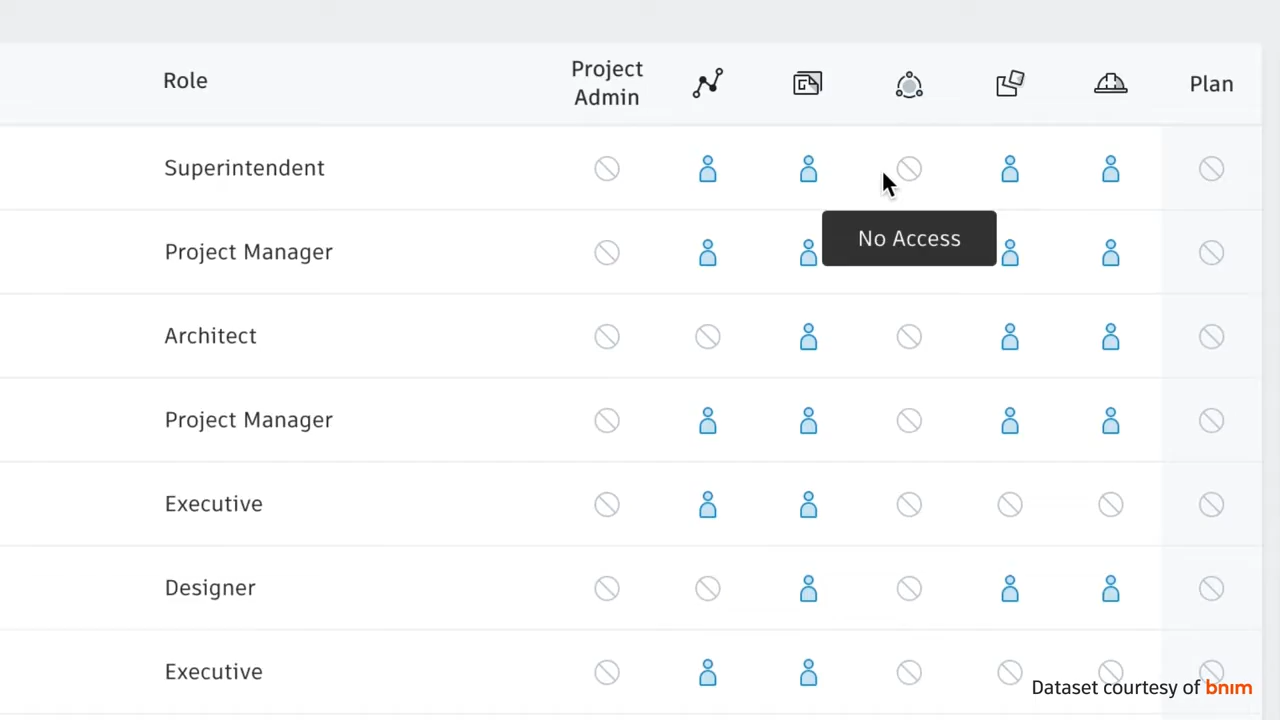 Role
Project
Admin
Plan
Superintendent
No Access
Project Manager
Architect
Project Manager
Executive
Designer
Executive
Dataset courtesy of bnim